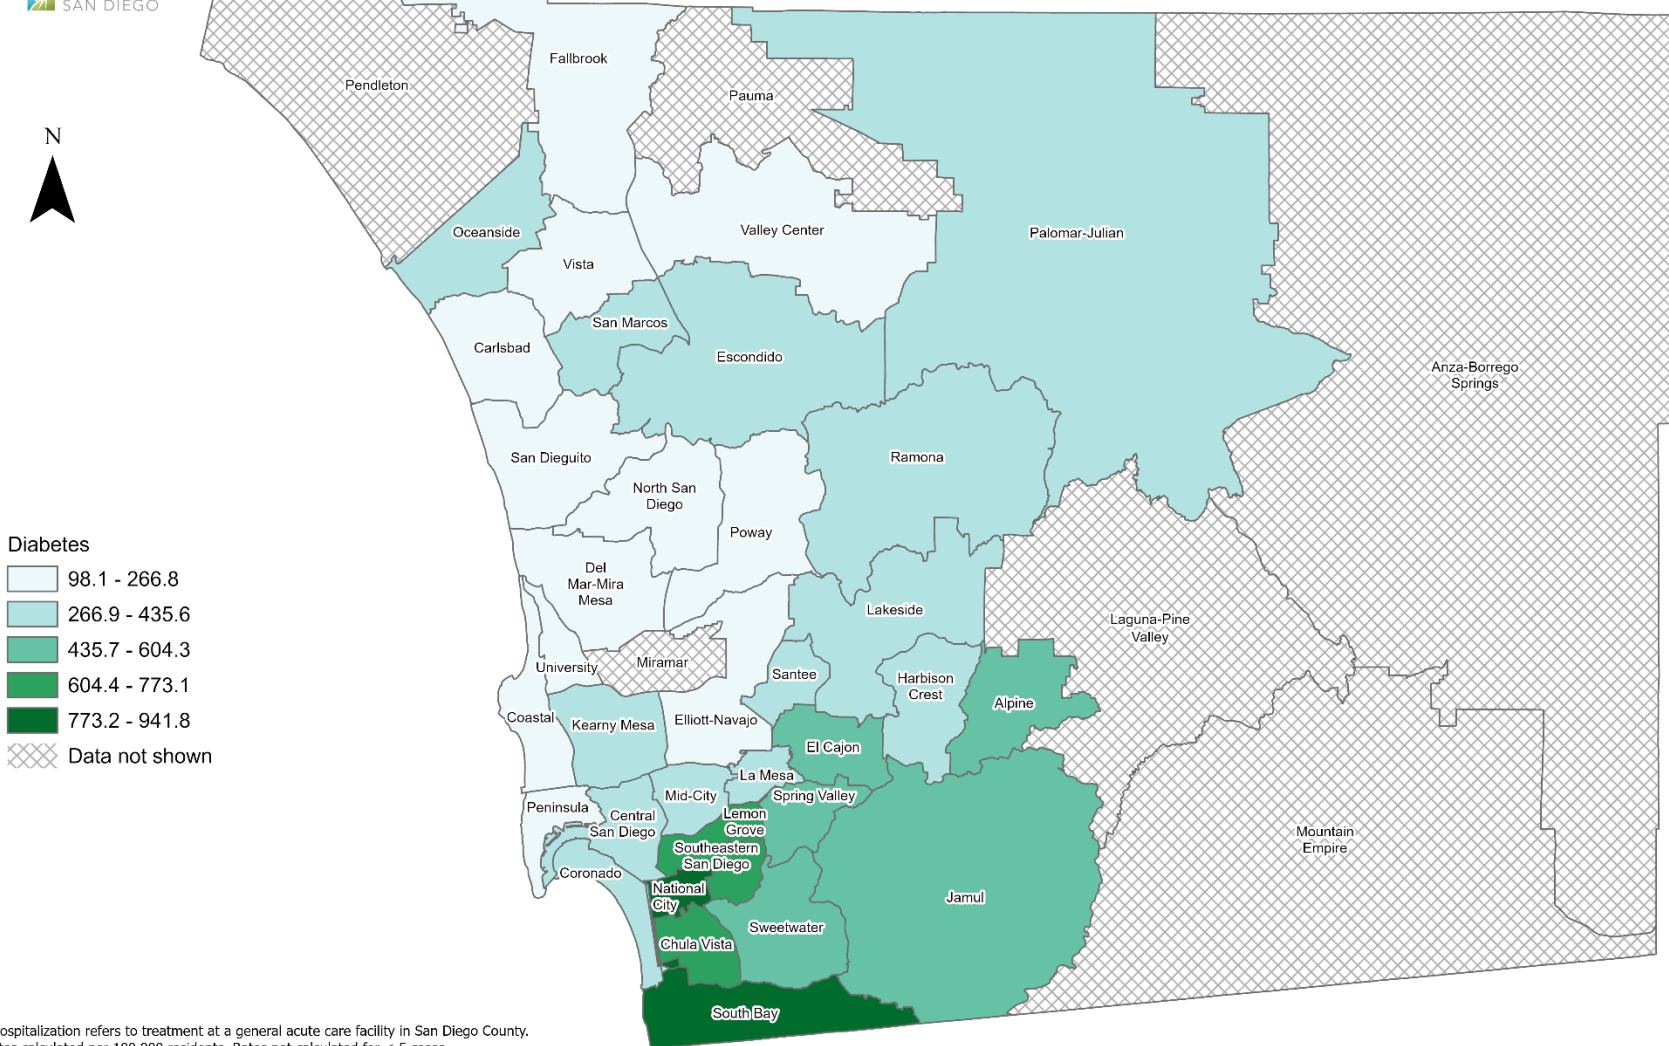 SAN DIEGO
Fallbrook
Pendleton
Pauma
N
Oceanside
Valley Center
Palomar-Julian
Vista
San Marcos
Carlsbad
Escondido
Anza-Borrego
Springs
San Dieguito
Ramona
North San
Diego
Poway
Diabetes
98.1 - 266.8
266.9 - 435.6
435.7 - 604.3
604.4 - 773.1
773.2 - 941.8
Data not shown
Del
Mar-Mira
Mesa
Lakeside
Laguna-Pine
Valley
University
Miramar
Santee
Harbison
Crest
Alpine
Coastal
Kearny Mesa
Elliott-Navajo
El Cajon
La Mesa
Mid-City
Spring Valley
Peninsula
Central
San Diego
Lemon
Grove
Mountain
Empire
Southeastern
San Diego
Coronado
National
City
Jamul
Sweetwater
Chula Vista
South Bay
ospitalization refers to treatment at a general acute care facility in San Diego County.